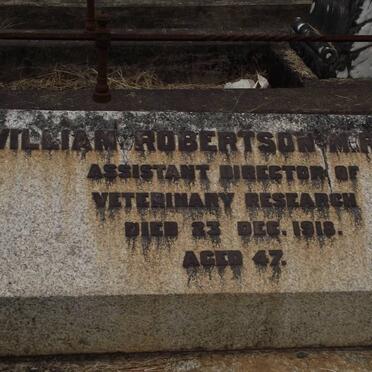 WILLIAM ROBERTSON M.R
ASSISTANT DIRECTOR OF
VETERINARY RESEARCH
DIED 23 DEC. 1918.
AGED 47.